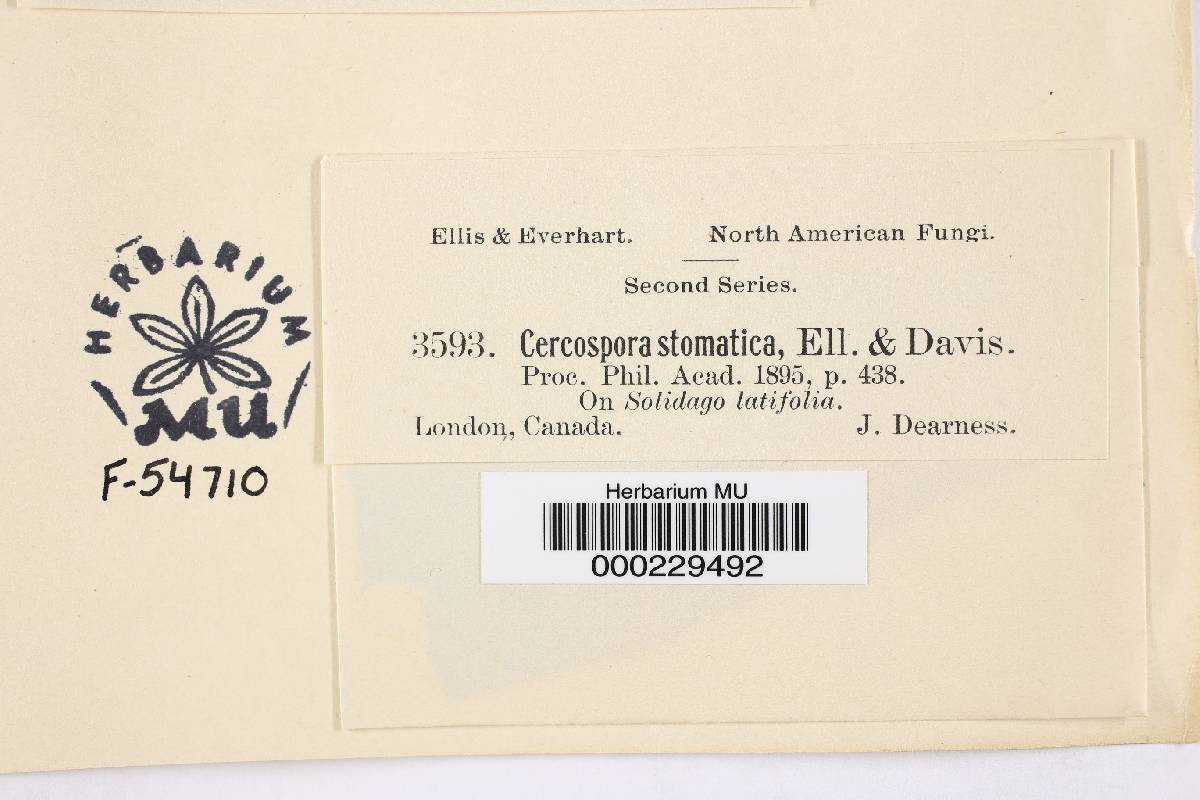 Ellis & Everhart. North American Fungi.
Second Series.
3593. Cercospora stomatica, Ell. & Davis.
Proc. Phil. Acad. 1895, p. 438.
On Solidago latifolia.
London, Canada. J. Dearness.
HERBARIUM
MU
F-54710
Herbarium MU
000229492